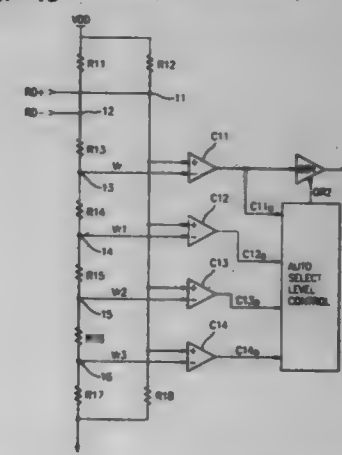 VDD
R11
R12
RD+
11
RD-
12
C11
R13
Vr
13
GR2
R14
C12
C11o
14
Vr1
C12o
R15
C13
AUTO
SELECT
LEVEL
CONTROL
15
Vr2
C13o
C14
16
Vr3
C14o
R17
R18